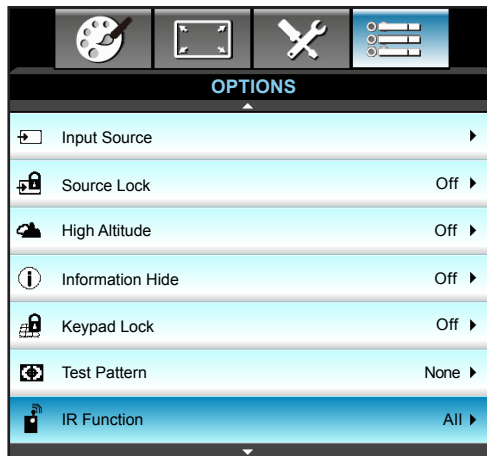 OPTIONS
Input Source
Source Lock Off
High Altitude Off
Information Hide Off
Keypad Lock Off
Test Pattern None
IR Function All